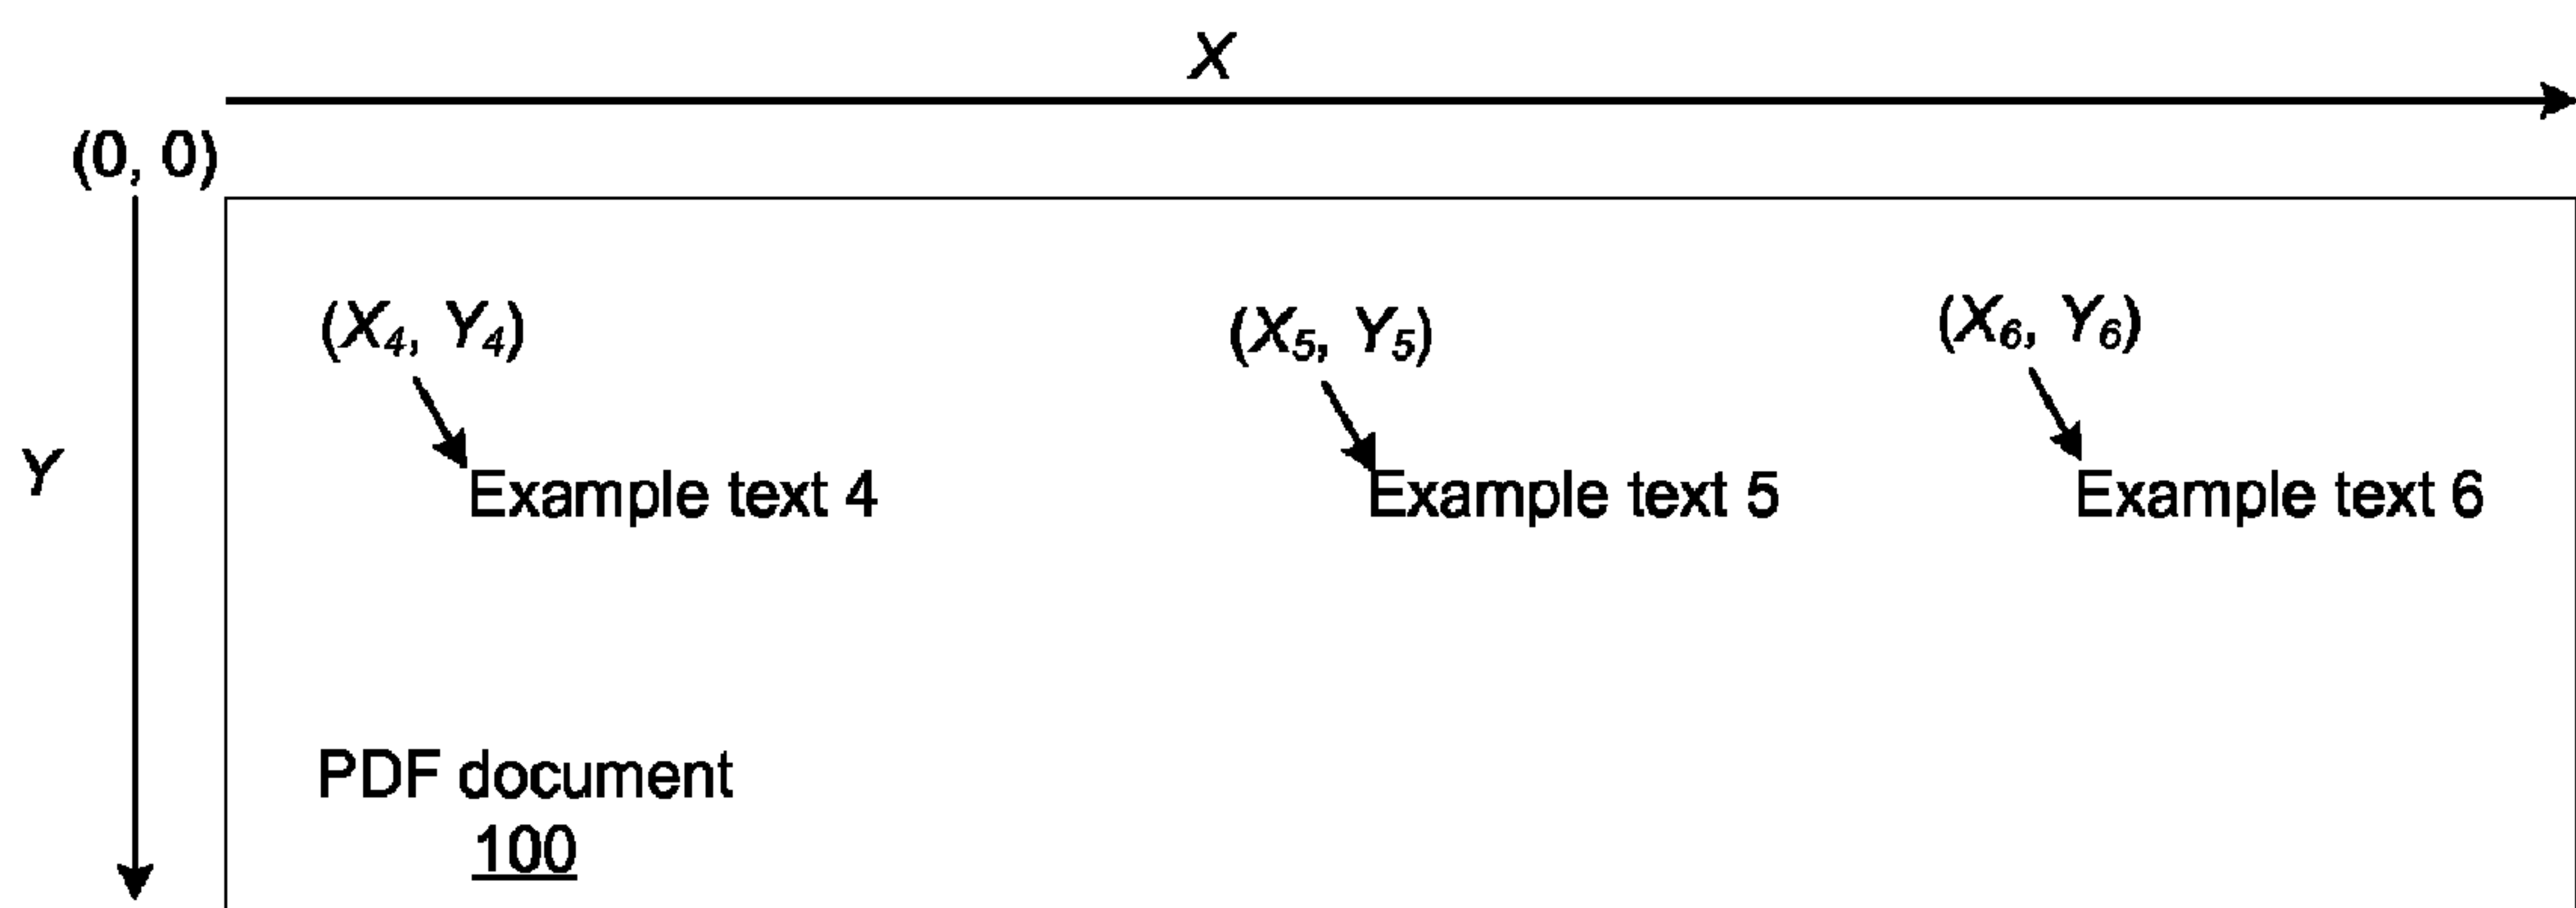 X
(0, 0)
(X4, Y4) (X5, Y5) (X6, Y6)
Y
Example text 4 Example text 5 Example text 6
PDF document
100